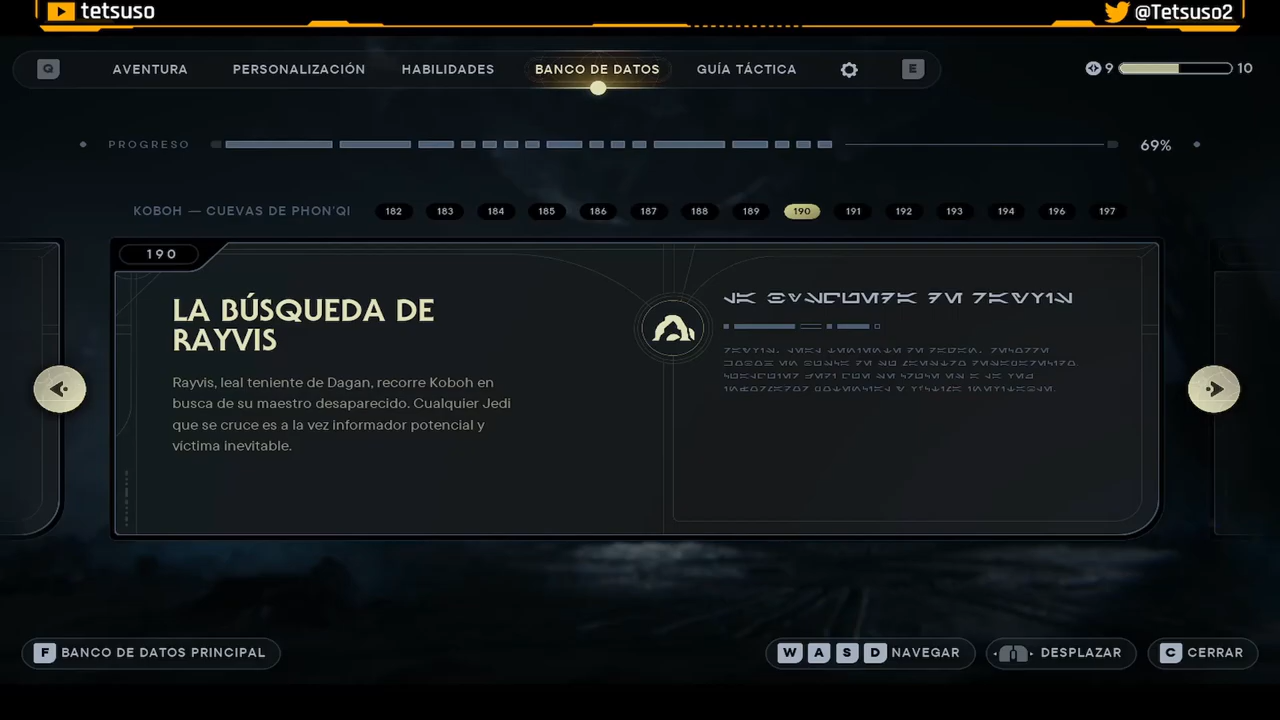 tetsuso
@Tetsuso2
Q AVENTURA PERSONALIZACIÓN HABILIDADES BANCO DE DATOS GUÍA TÁCTICA E 9 10
PROGRESO 69%
KOBOH — CUEVAS DE PHON'QI 182 183 184 185 186 187 188 189 190 191 192 193 194 196 197
190
LA BÚSQUEDA DE
RAYVIS
Rayvis, leal teniente de Dagan, recorre Koboh en
busca de su maestro desaparecido. Cualquier Jedi
que se cruce es a la vez informador potencial y
víctima inevitable.
F BANCO DE DATOS PRINCIPAL W A S D NAVEGAR DESPLAZAR C CERRAR